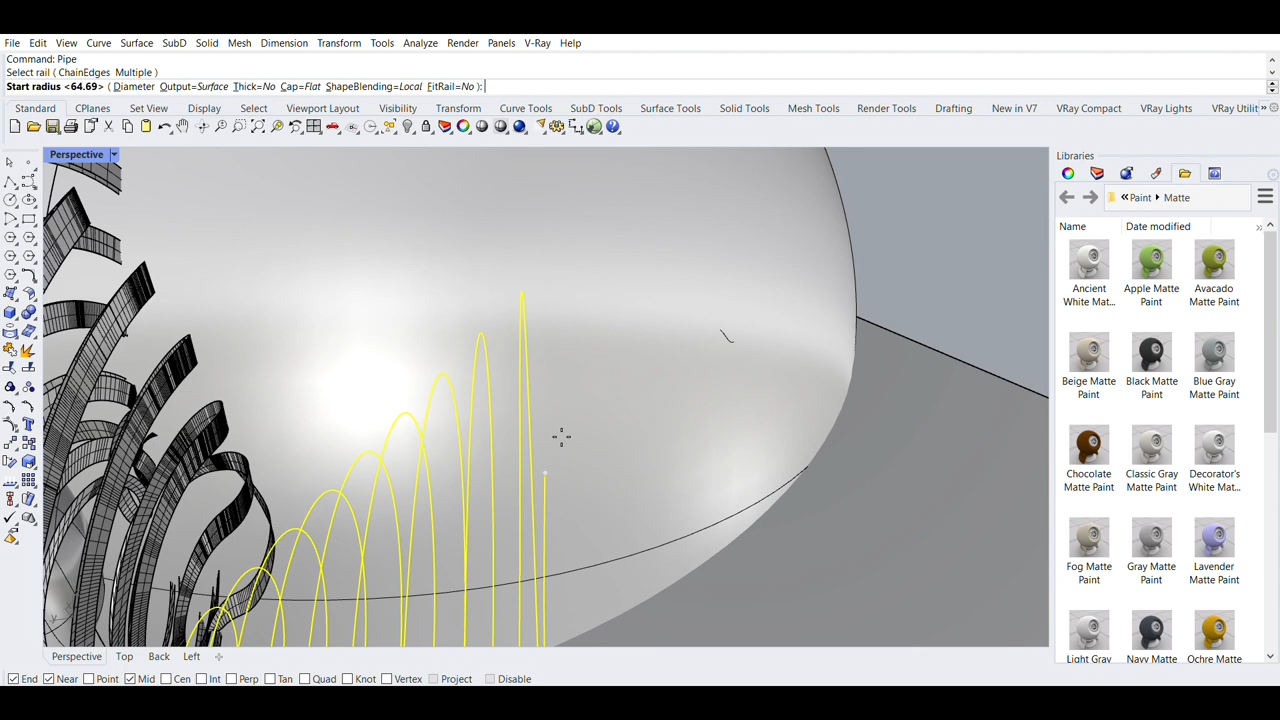 File Edit View Curve Surface SubD Solid Mesh Dimension Transform Tools Analyze Render Panels V-Ray Help
Command: Pipe
Select rail ( ChainEdges Multiple )
Start radius <64.69> ( Diameter Output=Surface Thick=No Cap=Flat ShapeBlending=Local FitRail=No ):
Standard CPlanes Set View Display Select Viewport Layout Visibility Transform Curve Tools SubD Tools Surface Tools Solid Tools Mesh Tools Render Tools Drafting New in V7 VRay Compact VRay Lights VRay Utilit
Perspective
Libraries
Paint Matte
Name Date modified
Ancient White Mat...
Apple Matte Paint
Avacado Matte Paint
Beige Matte Paint
Black Matte Paint
Blue Gray Matte Paint
Chocolate Matte Paint
Classic Gray Matte Paint
Decorator's White Mat...
Fog Matte Paint
Gray Matte Paint
Lavender Matte Paint
Light Gray
Navy Matte
Ochre Matte
Perspective Top Back Left
End Near Point Mid Cen Int Perp Tan Quad Knot Vertex Project Disable